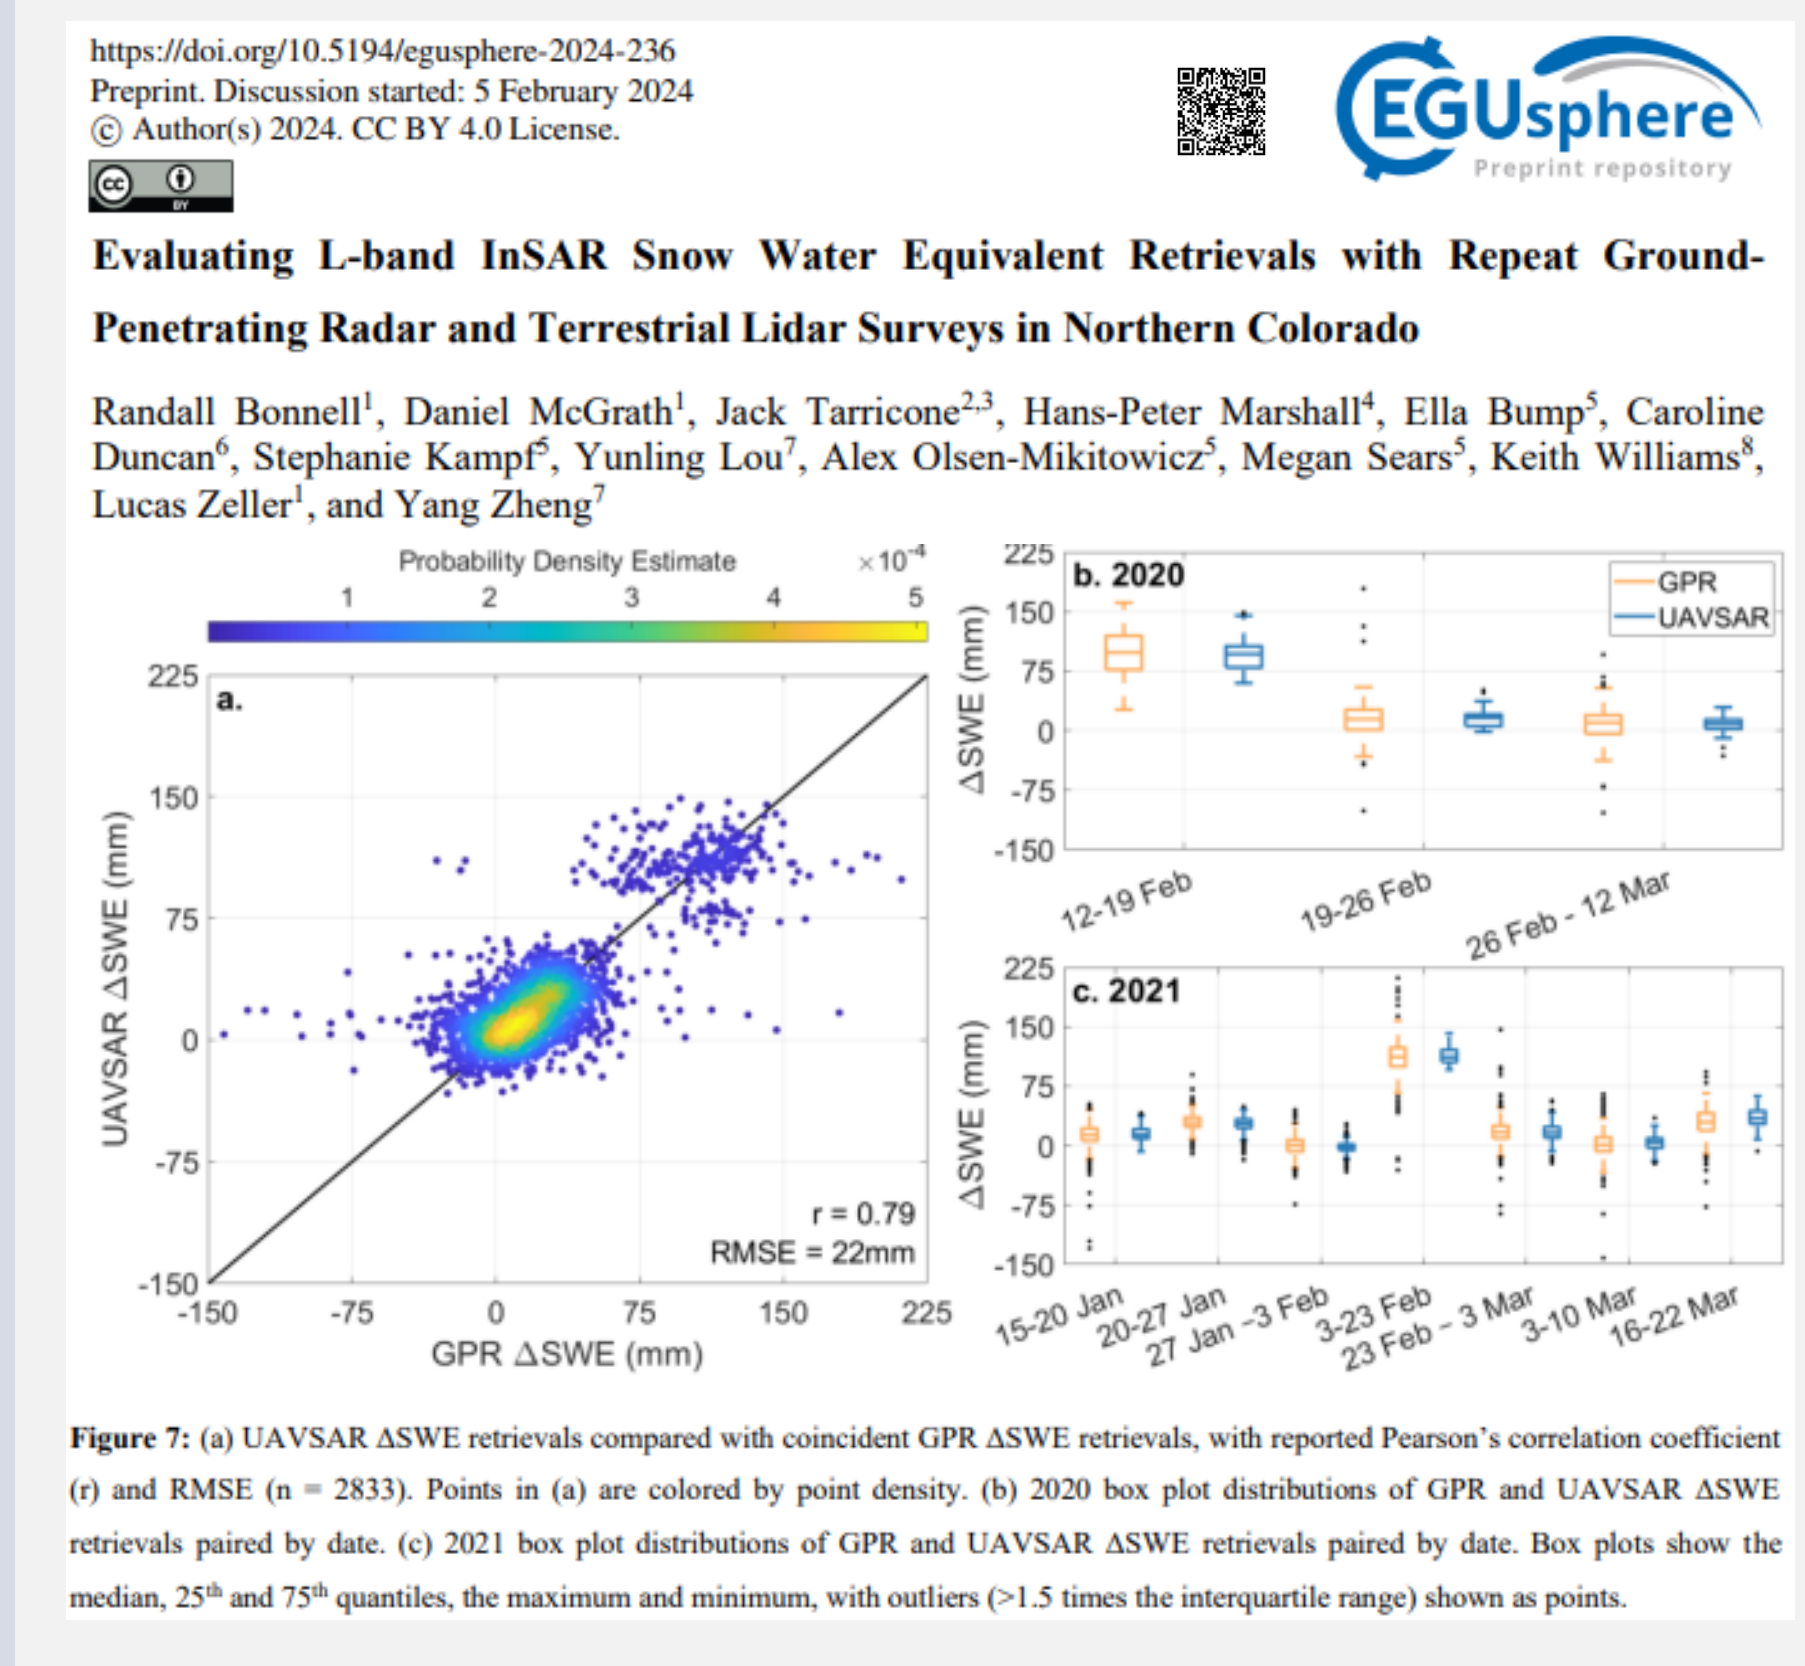 https://doi.org/10.5194/egusphere-2024-236
Preprint. Discussion started: 5 February 2024
© Author(s) 2024. CC BY 4.0 License.
cc
BY
EGUsphere
Preprint repository
Evaluating L-band InSAR Snow Water Equivalent Retrievals with Repeat Ground-
Penetrating Radar and Terrestrial Lidar Surveys in Northern Colorado
Randall Bonnell¹, Daniel McGrath¹, Jack Tarricone²,³, Hans-Peter Marshall⁴, Ella Bump⁵, Caroline
Duncan⁶, Stephanie Kampf⁵, Yunling Lou⁷, Alex Olsen-Mikitowicz⁵, Megan Sears⁵, Keith Williams⁸,
Lucas Zeller¹, and Yang Zheng⁷
Probability Density Estimate ×10⁻⁴
1 2 3 4 5
a.
225
150
75
0
-75
-150
UAVSAR ΔSWE (mm)
r = 0.79
RMSE = 22mm
-150 -75 0 75 150 225
GPR ΔSWE (mm)
b. 2020
GPR
UAVSAR
225
150
75
0
-75
-150
ΔSWE (mm)
12-19 Feb
19-26 Feb
26 Feb - 12 Mar
c. 2021
225
150
75
0
-75
-150
ΔSWE (mm)
15-20 Jan
20-27 Jan
27 Jan -3 Feb
3-23 Feb
23 Feb - 3 Mar
3-10 Mar
16-22 Mar
Figure 7: (a) UAVSAR ΔSWE retrievals compared with coincident GPR ΔSWE retrievals, with reported Pearson's correlation coefficient
(r) and RMSE (n = 2833). Points in (a) are colored by point density. (b) 2020 box plot distributions of GPR and UAVSAR ΔSWE
retrievals paired by date. (c) 2021 box plot distributions of GPR and UAVSAR ΔSWE retrievals paired by date. Box plots show the
median, 25th and 75th quantiles, the maximum and minimum, with outliers (>1.5 times the interquartile range) shown as points.